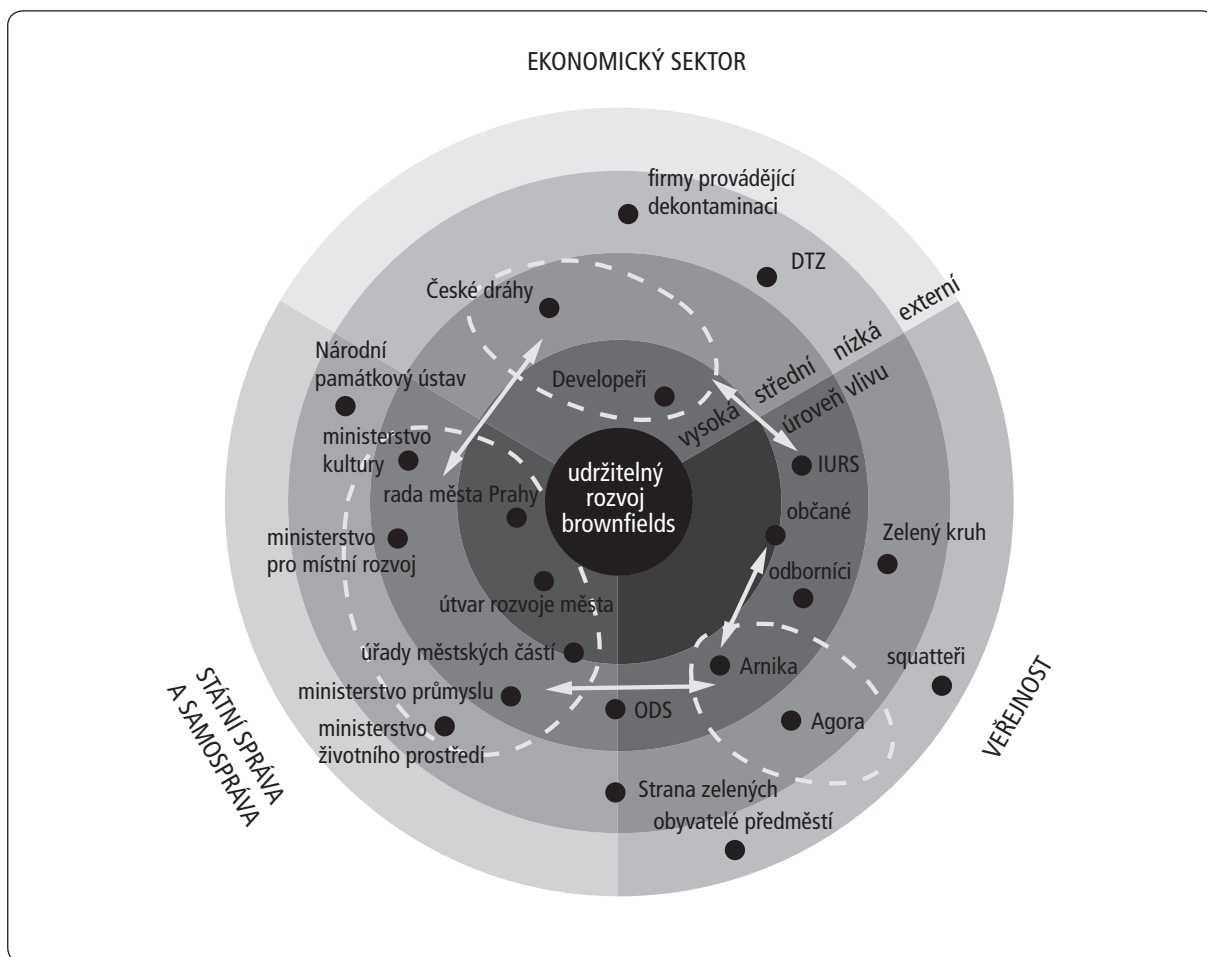 EKONOMICKÝ SEKTOR
firmy provádějící
dekontaminaci
DTZ
České dráhy
externí
nízká
střední
vysoká
úroveň vlivu
Národní
památkový ústav
Developeři
ministerstvo
kultury
IURS
rada města Prahy
udržitelný
rozvoj
brownfields
občané
Zelený kruh
ministerstvo
pro místní rozvoj
odborníci
útvar rozvoje města
úřady městských částí
Arnika
squatteři
STÁTNÍ SPRÁVA
A SAMOSPRÁVA
ministerstvo průmyslu
ODS
Agora
VEŘEJNOST
ministerstvo
životního prostředí
Strana zelených
obyvatelé předměstí